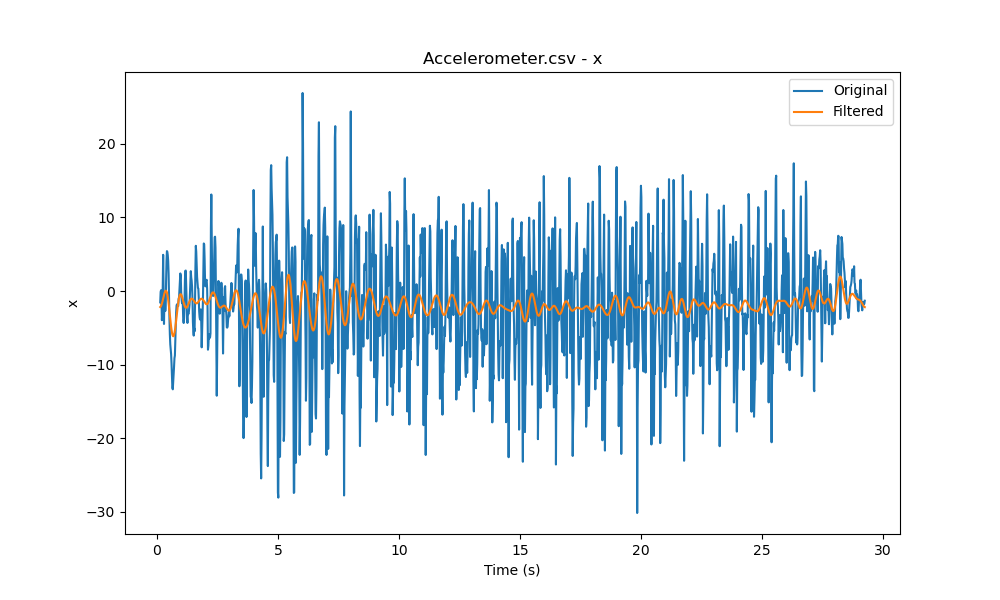 Accelerometer.csv - x
Original
Filtered
20
10
0
−10
−20
−30
x
0
5
10
15
20
25
30
Time (s)